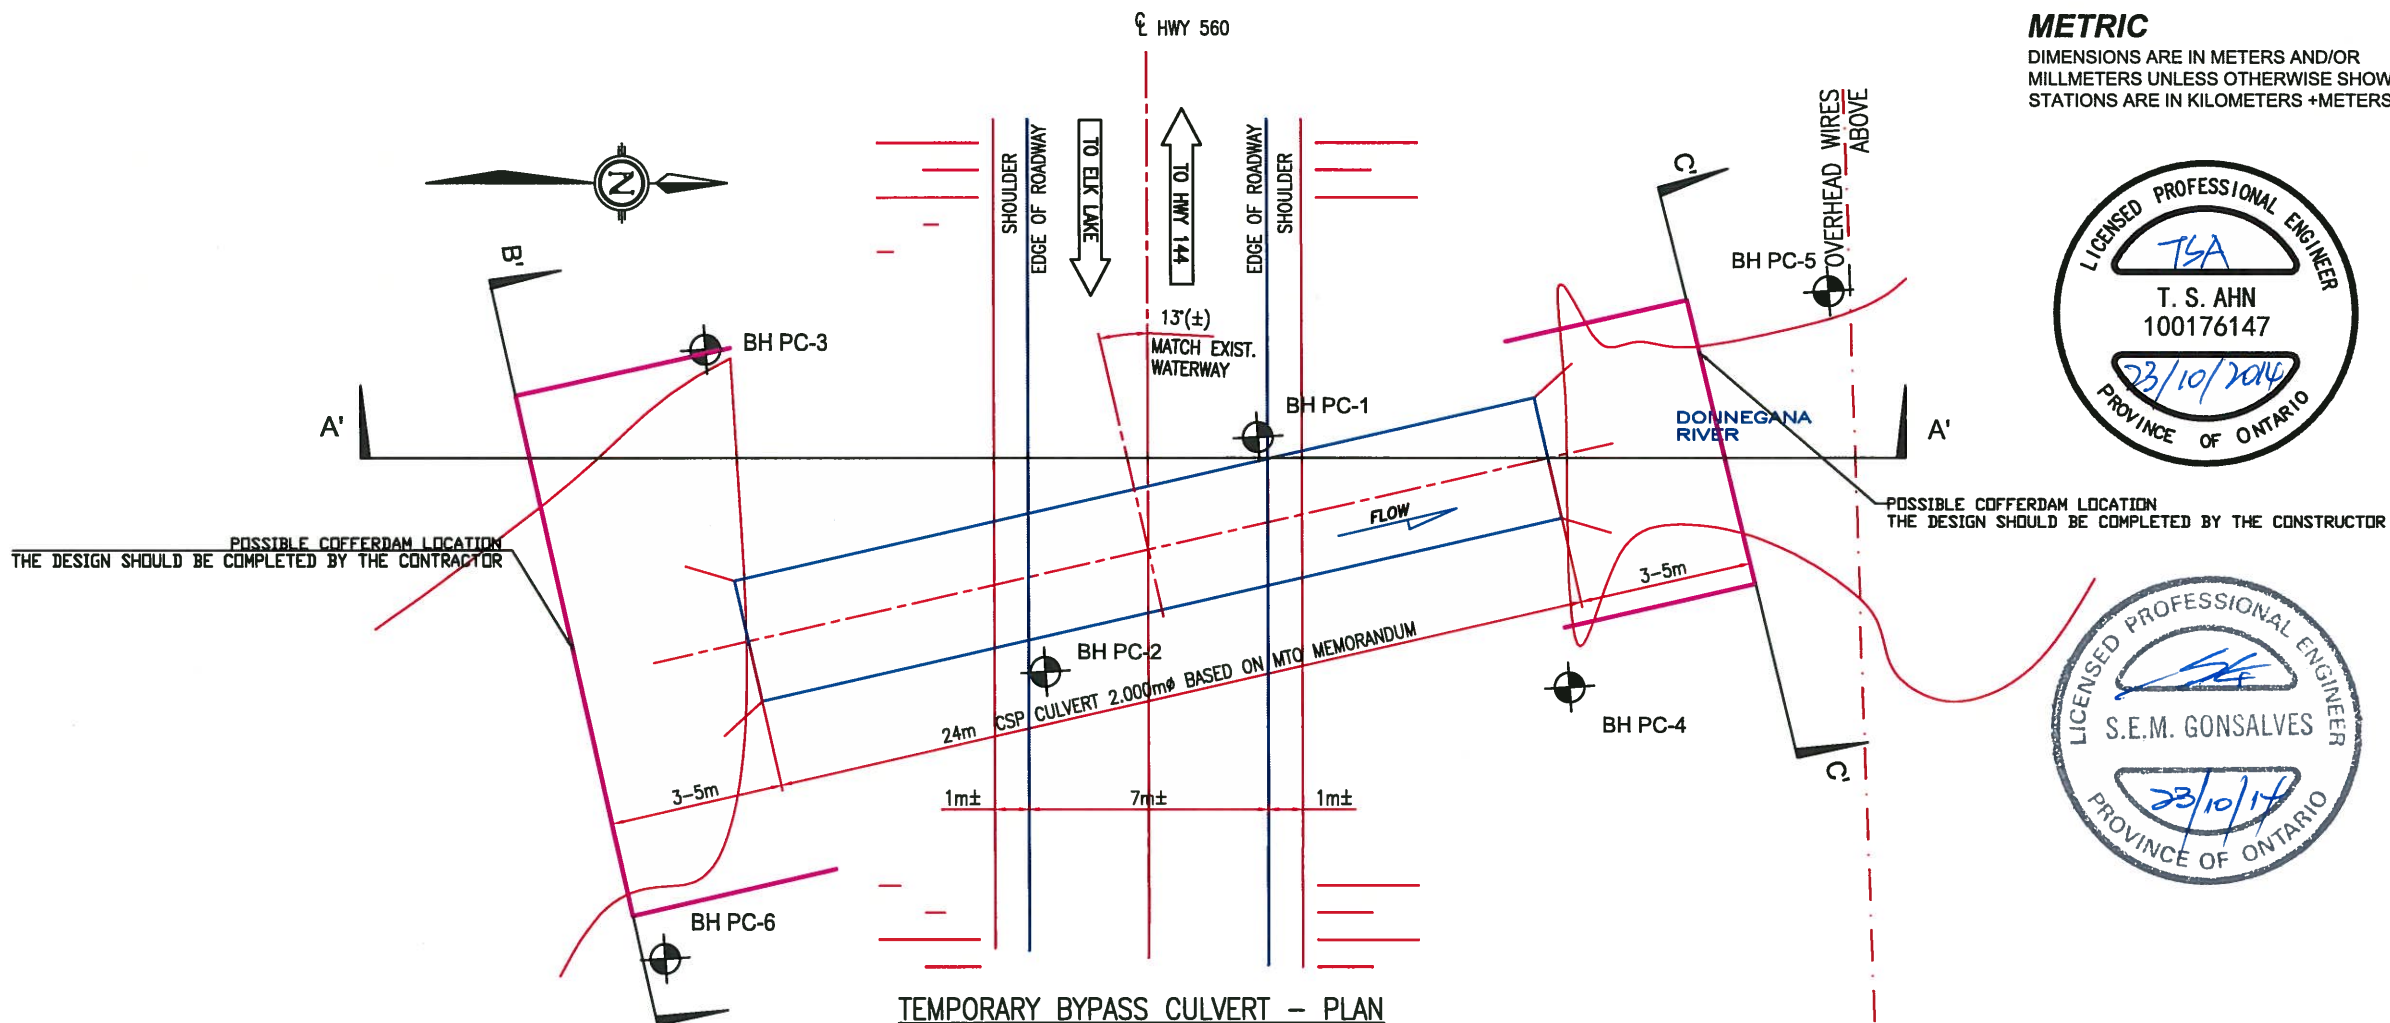 ℄ HWY 560
METRIC
DIMENSIONS ARE IN METERS AND/OR
MILLMETERS UNLESS OTHERWISE SHOW
STATIONS ARE IN KILOMETERS +METERS
N
SHOULDER
EDGE OF ROADWAY
TO ELK LAKE
TO HWY 144
EDGE OF ROADWAY
SHOULDER
OVERHEAD WIRES
ABOVE
B'
C'
BH PC-5
BH PC-3
13°(±)
MATCH EXIST.
WATERWAY
BH PC-1
A'
DONNEGANA
RIVER
A'
LICENSED PROFESSIONAL ENGINEER
TSA
T. S. AHN
100176147
23/10/2014
PROVINCE OF ONTARIO
FLOW
POSSIBLE COFFERDAM LOCATION
THE DESIGN SHOULD BE COMPLETED BY THE CONTRACTOR
POSSIBLE COFFERDAM LOCATION
THE DESIGN SHOULD BE COMPLETED BY THE CONSTRUCTOR
3-5m
BH PC-2
24m CSP CULVERT 2.000mø BASED ON MTO MEMORANDUM
BH PC-4
C'
3-5m
1m±
7m±
1m±
LICENSED PROFESSIONAL ENGINEER
S.E.M. GONSALVES
23/10/14
PROVINCE OF ONTARIO
BH PC-6
TEMPORARY BYPASS CULVERT - PLAN